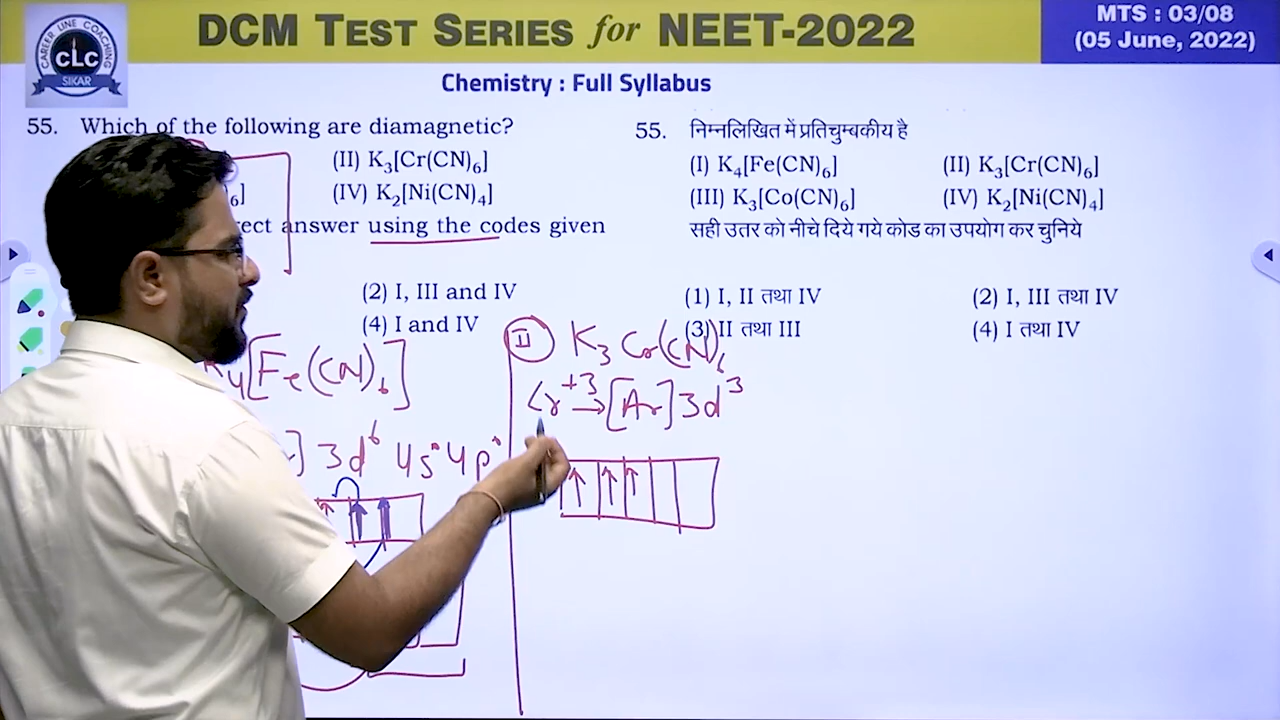 CAREER LINE COACHING
CLC
SIKAR
DCM TEST SERIES for NEET-2022
MTS : 03/08
(05 June, 2022)
Chemistry : Full Syllabus
55. Which of the following are diamagnetic?
(II) K₃[Cr(CN)₆]
₆] (IV) K₂[Ni(CN)₄]
rect answer using the codes given
(2) I, III and IV
(4) I and IV
55. निम्नलिखित में प्रतिचुम्बकीय है
(I) K₄[Fe(CN)₆] (II) K₃[Cr(CN)₆]
(III) K₃[Co(CN)₆] (IV) K₂[Ni(CN)₄]
सही उतर को नीचे दिये गये कोड का उपयोग कर चुनिये
(1) I, II तथा IV (2) I, III तथा IV
(3) II तथा III (4) I तथा IV
K₄[Fe(CN)₆]
] 3d⁶ 4s° 4p°
II K₃ Cr(CN)₆
Cr⁺³ → [Ar] 3d³